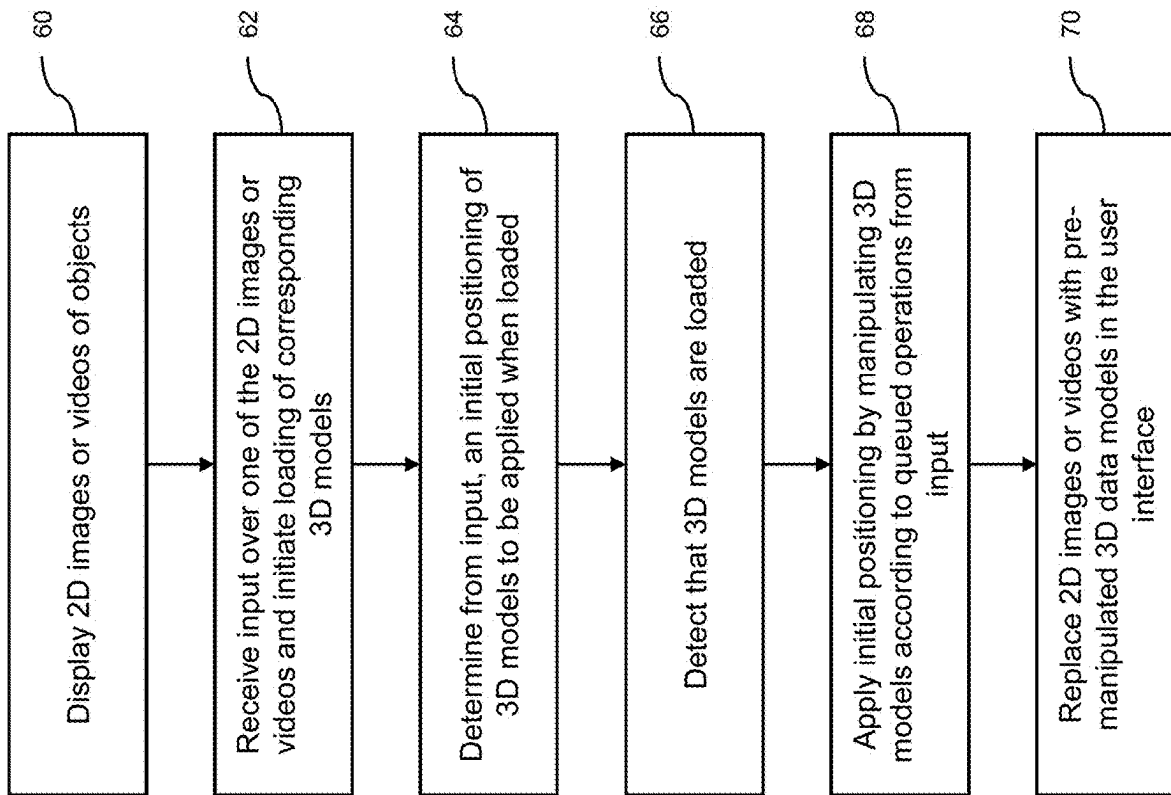 60
Display 2D images or videos of objects
62
Receive input over one of the 2D images or
videos and initiate loading of corresponding
3D models
64
Determine from input, an initial positioning of
3D models to be applied when loaded
66
Detect that 3D models are loaded
68
Apply initial positioning by manipulating 3D
models according to queued operations from
input
70
Replace 2D images or videos with pre-
manipulated 3D data models in the user
interface